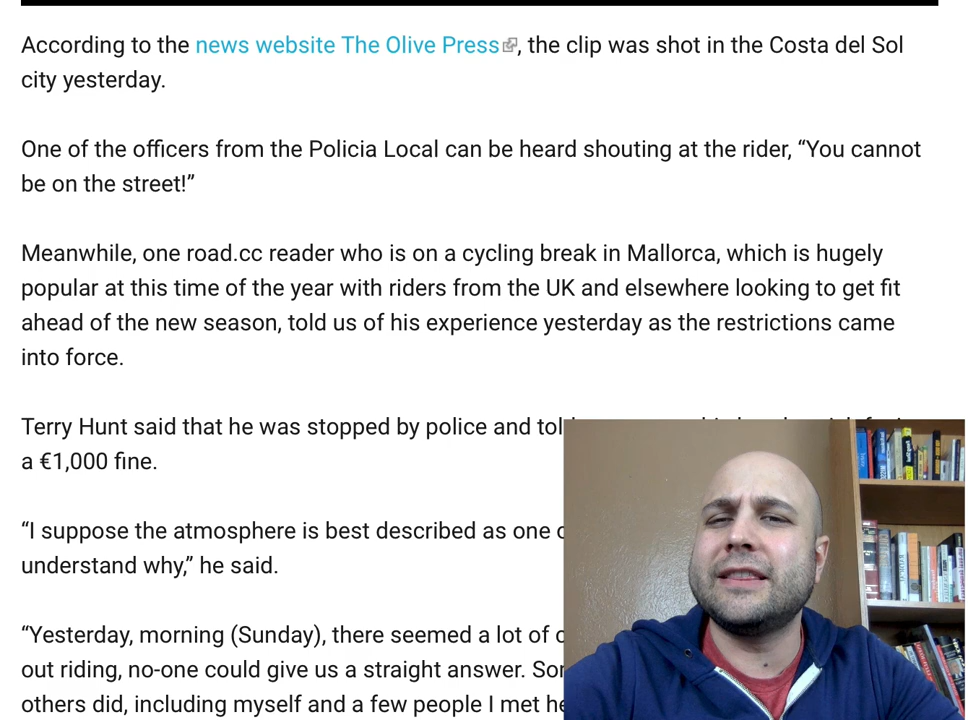 According to the news website The Olive Press, the clip was shot in the Costa del Sol
city yesterday.
One of the officers from the Policia Local can be heard shouting at the rider, “You cannot
be on the street!”
Meanwhile, one road.cc reader who is on a cycling break in Mallorca, which is hugely
popular at this time of the year with riders from the UK and elsewhere looking to get fit
ahead of the new season, told us of his experience yesterday as the restrictions came
into force.
Terry Hunt said that he was stopped by police and
a €1,000 fine.
“I suppose the atmosphere is best described as one
understand why,” he said.
“Yesterday, morning (Sunday), there seemed a lot of
out riding, no-one could give us a straight answer.
others did, including myself and a few people I met